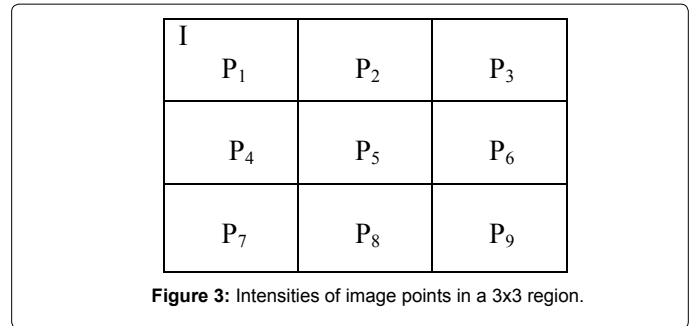 I
P₁ P₂ P₃
P₄ P₅ P₆
P₇ P₈ P₉
Figure 3: Intensities of image points in a 3x3 region.